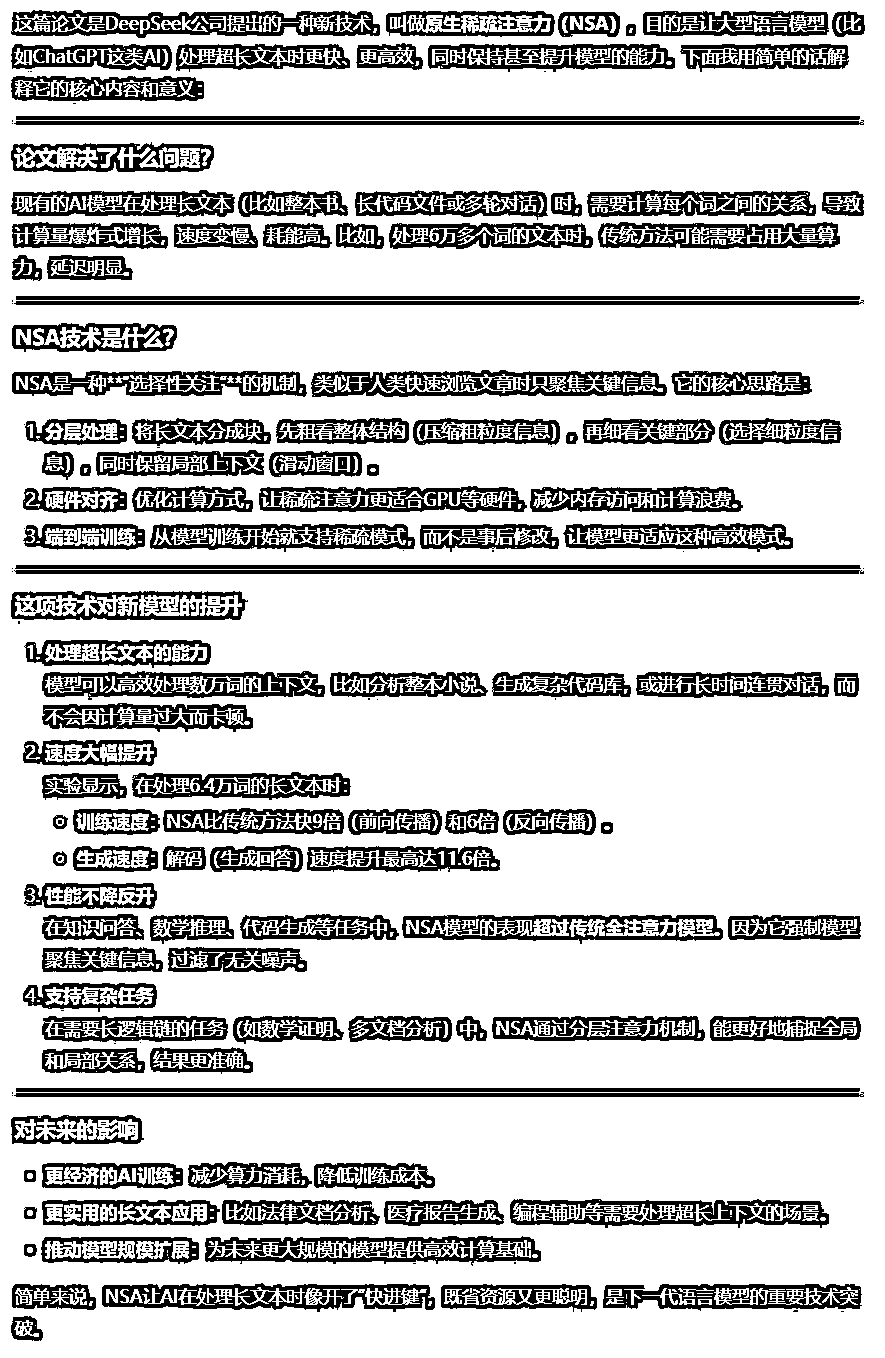 这篇论文是DeepSeek公司提出的一种新技术，叫做原生稀疏注意力（NSA），目的是让大型语言模型（比
如ChatGPT这类AI）处理超长文本时更快、更高效，同时保持甚至提升模型的能力。下面我用简单的话解
释它的核心内容和意义：
论文解决了什么问题？
现有的AI模型在处理长文本（比如整本书、长代码文件或多轮对话）时，需要计算每个词之间的关系，导致
计算量爆炸式增长，速度变慢、耗能高。比如，处理6万多个词的文本时，传统方法可能需要占用大量算
力，延迟明显。
NSA技术是什么？
NSA是一种**“选择性关注”**的机制，类似于人类快速浏览文章时只聚焦关键信息。它的核心思路是：
1. 分层处理：将长文本分成块，先粗看整体结构（压缩粗粒度信息），再细看关键部分（选择细粒度信
息），同时保留局部上下文（滑动窗口）。
2. 硬件对齐：优化计算方式，让稀疏注意力更适合GPU等硬件，减少内存访问和计算浪费。
3. 端到端训练：从模型训练开始就支持稀疏模式，而不是事后修改，让模型更适应这种高效模式。
这项技术对新模型的提升
1. 处理超长文本的能力
模型可以高效处理数万词的上下文，比如分析整本小说、生成复杂代码库，或进行长时间连贯对话，而
不会因计算量过大而卡顿。
2. 速度大幅提升
实验显示，在处理6.4万词的长文本时：
○ 训练速度：NSA比传统方法快9倍（前向传播）和6倍（反向传播）。
○ 生成速度：解码（生成回答）速度提升最高达11.6倍。
3. 性能不降反升
在知识问答、数学推理、代码生成等任务中，NSA模型的表现超过传统全注意力模型。因为它强制模型
聚焦关键信息，过滤了无关噪声。
4. 支持复杂任务
在需要长逻辑链的任务（如数学证明、多文档分析）中，NSA通过分层注意力机制，能更好地捕捉全局
和局部关系，结果更准确。
对未来的影响
○ 更经济的AI训练：减少算力消耗，降低训练成本。
○ 更实用的长文本应用：比如法律文档分析、医疗报告生成、编程辅助等需要处理超长上下文的场景。
○ 推动模型规模扩展：为未来更大规模的模型提供高效计算基础。
简单来说，NSA让AI在处理长文本时像开了“快进键”，既省资源又更聪明，是下一代语言模型的重要技术突
破。